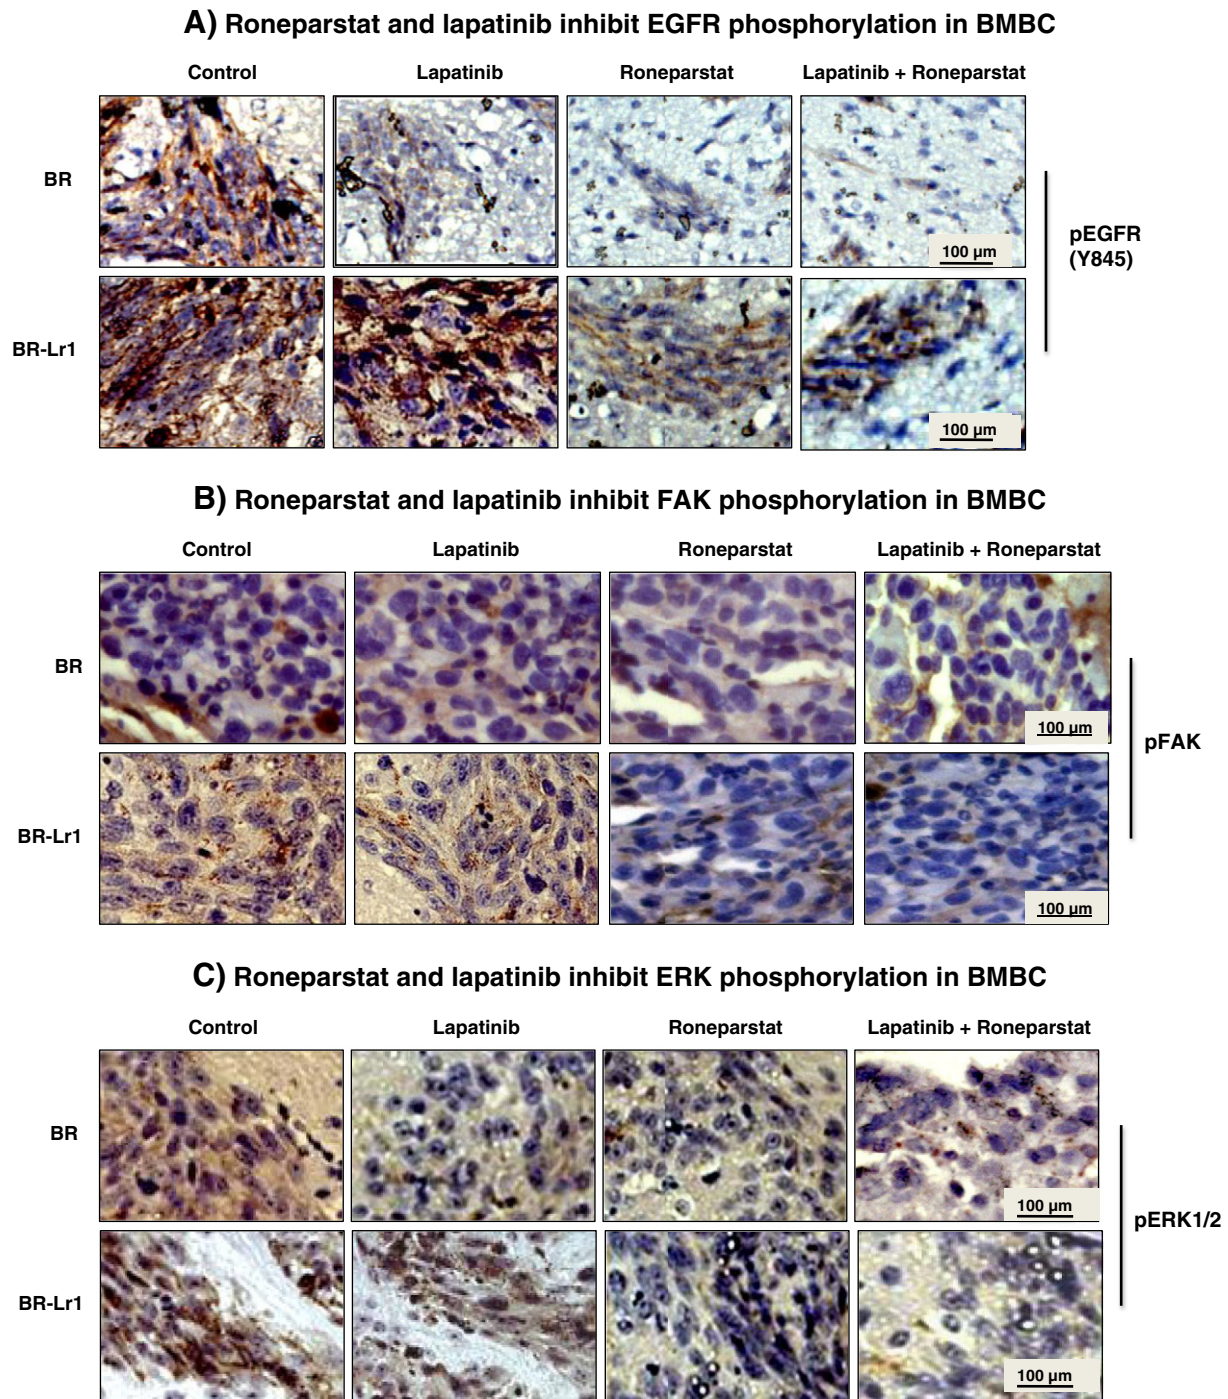 A) Roneparstat and lapatinib inhibit EGFR phosphorylation in BMBC
Control Lapatinib Roneparstat Lapatinib + Roneparstat
BR
100 µm
pEGFR
(Y845)
BR-Lr1
100 µm
B) Roneparstat and lapatinib inhibit FAK phosphorylation in BMBC
Control Lapatinib Roneparstat Lapatinib + Roneparstat
BR
100 µm
pFAK
BR-Lr1
100 µm
C) Roneparstat and lapatinib inhibit ERK phosphorylation in BMBC
Control Lapatinib Roneparstat Lapatinib + Roneparstat
BR
100 µm
pERK1/2
BR-Lr1
100 µm